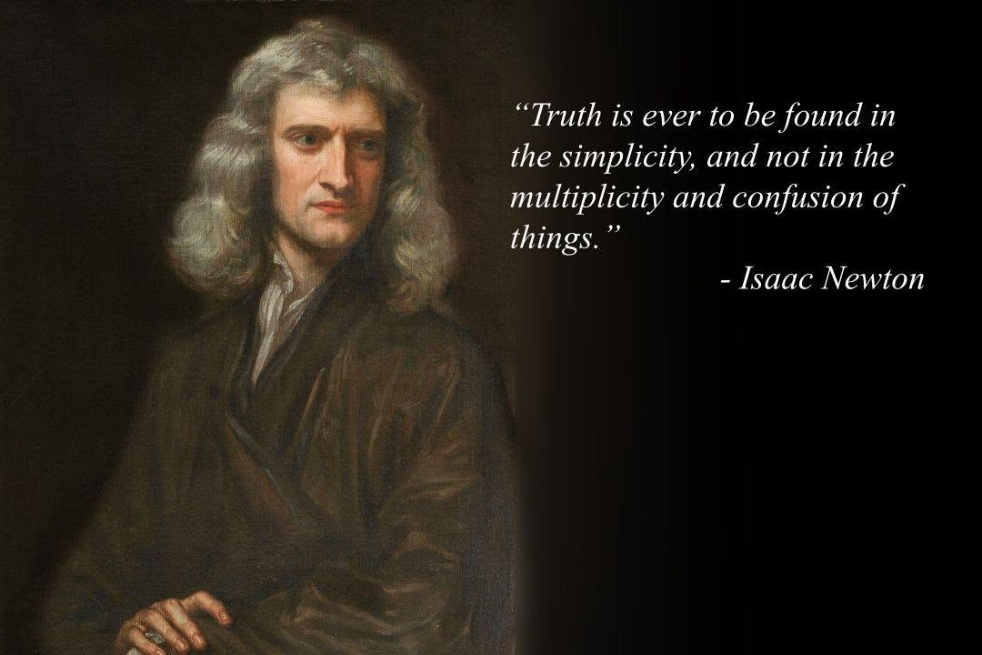 “Truth is ever to be found in
the simplicity, and not in the
multiplicity and confusion of
things.”
- Isaac Newton